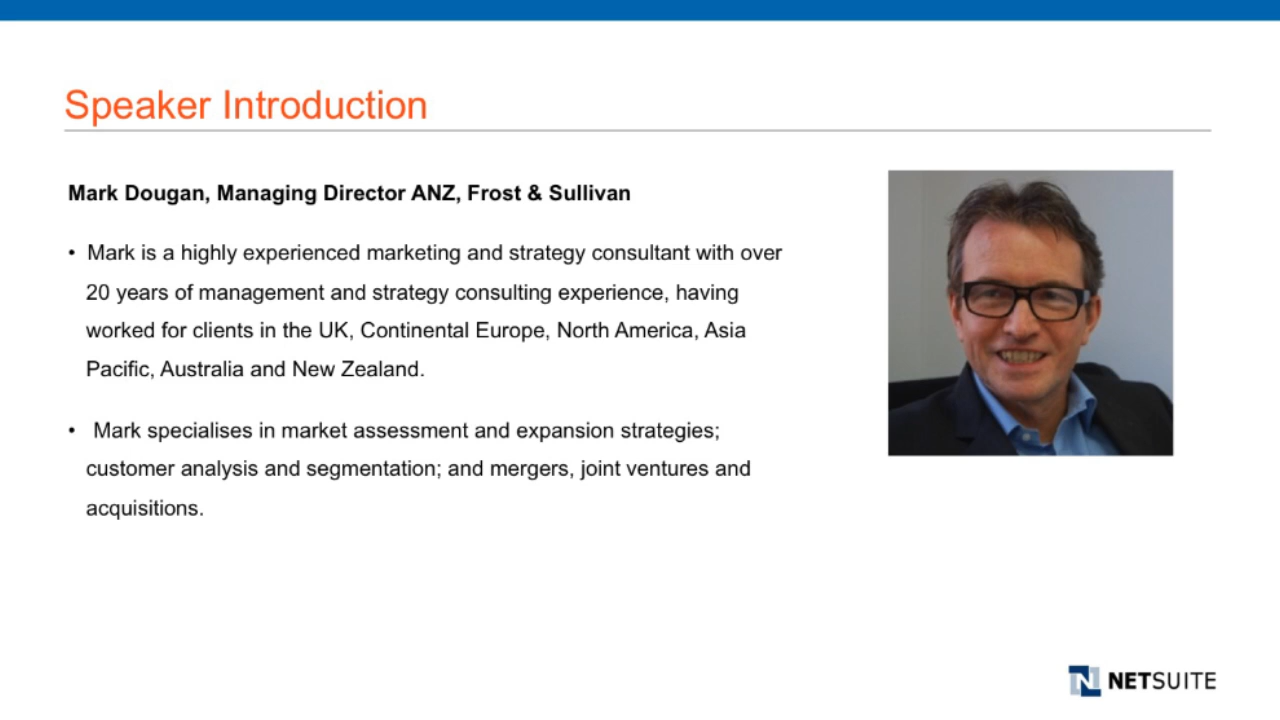 Speaker Introduction
Mark Dougan, Managing Director ANZ, Frost & Sullivan
• Mark is a highly experienced marketing and strategy consultant with over
20 years of management and strategy consulting experience, having
worked for clients in the UK, Continental Europe, North America, Asia
Pacific, Australia and New Zealand.
• Mark specialises in market assessment and expansion strategies;
customer analysis and segmentation; and mergers, joint ventures and
acquisitions.
N NETSUITE